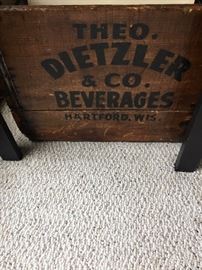 THEO.
DIETZLER
& CO.
BEVERAGES
HARTFORD, WIS.